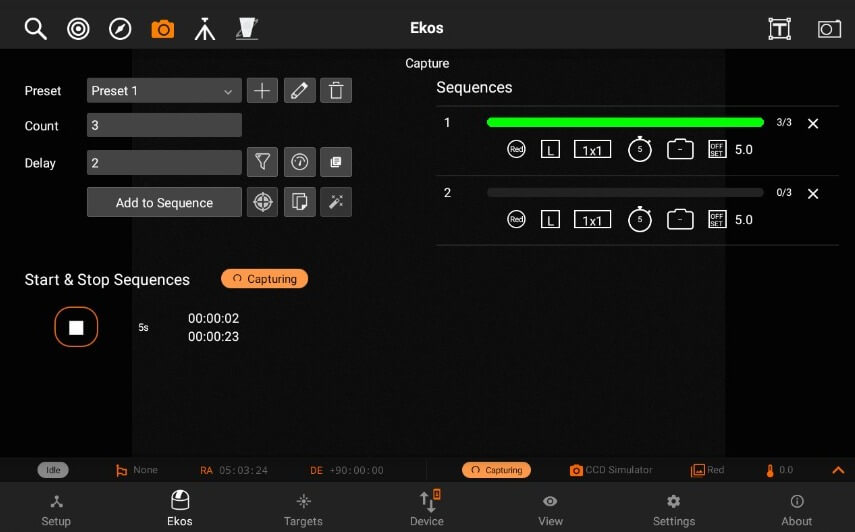 Ekos
Capture
Preset Preset 1
Count 3
Delay 2
Add to Sequence
Sequences
1 3/3
Red L 1x1 5 - OFF SET 5.0
2 0/3
Red L 1x1 5 - OFF SET 5.0
Start & Stop Sequences Capturing
5s 00:00:02
00:00:23
Idle None RA 05:03:24 DE +90:00:00 Capturing CCD Simulator Red 0.0
Setup Ekos Targets Device View Settings About